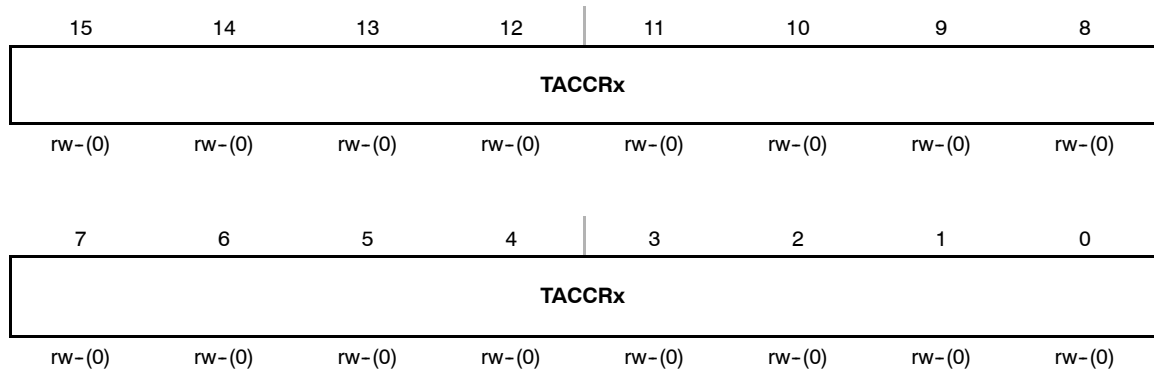 15 14 13 12 11 10 9 8
TACCRx
rw-(0) rw-(0) rw-(0) rw-(0) rw-(0) rw-(0) rw-(0) rw-(0)
7 6 5 4 3 2 1 0
TACCRx
rw-(0) rw-(0) rw-(0) rw-(0) rw-(0) rw-(0) rw-(0) rw-(0)